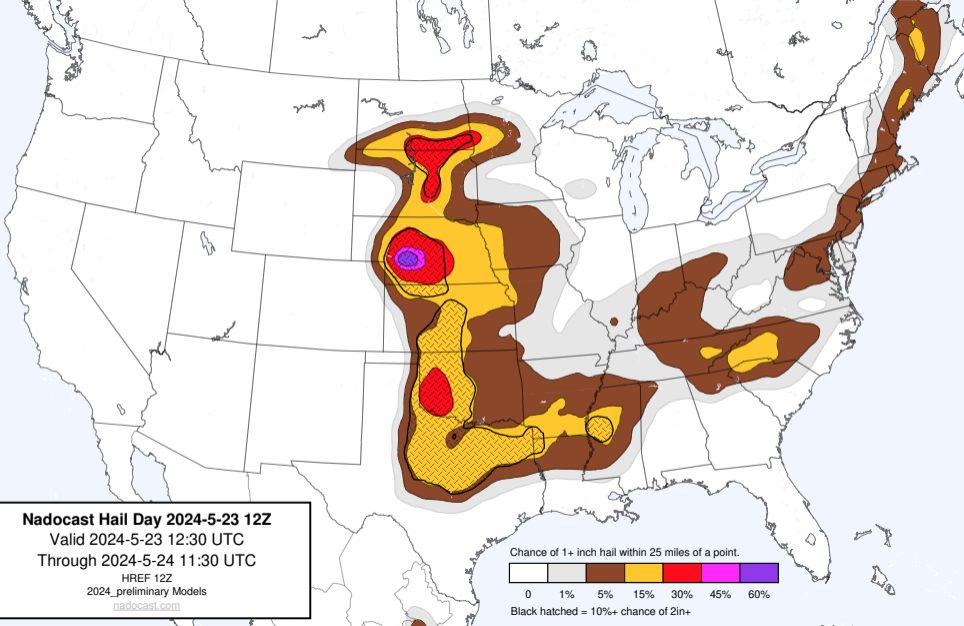 Nadocast Hail Day 2024-5-23 12Z
Valid 2024-5-23 12:30 UTC
Through 2024-5-24 11:30 UTC
HREF 12Z
2024_preliminary Models
nadocast.com
Chance of 1+ inch hail within 25 miles of a point.
0 1% 5% 15% 30% 45% 60%
Black hatched = 10%+ chance of 2in+